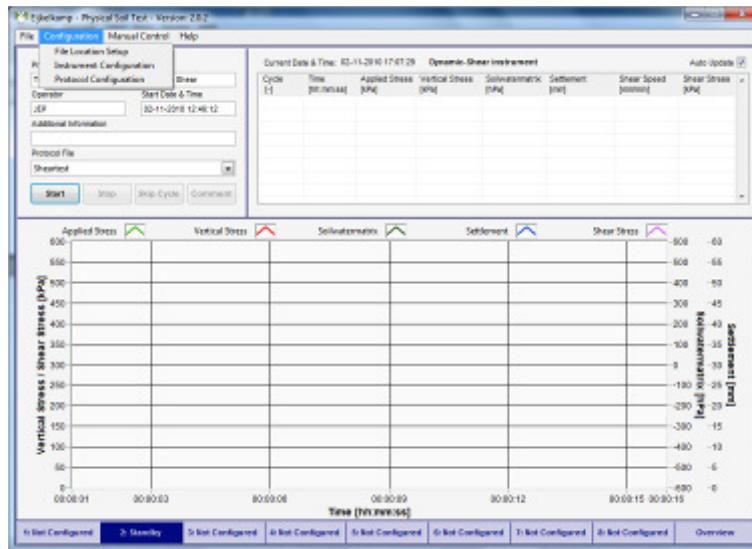 Eijkelkamp - Physical Soil Test - Version: 2.0.2
File Configuration Manual Control Help
File Location Setup
Instrument Configuration
Protocol Configuration
Shear
Operator Start Date & Time
JEP 02-11-2010 12:46:12
Additional Information
Protocol File
Sheartest
Start Stop Skip Cycle Comment
Current Date & Time: 02-11-2010 17:07:29 Dynamic-Shear instrument Auto Update
Cycle Time Applied Stress Vertical Stress Soilwatermatrix Settlement Shear Speed Shear Stress
[-] [hh:mm:ss] [kPa] [kPa] [hPa] [mm] [mm/min] [kPa]
Applied Stress Vertical Stress Soilwatermatrix Settlement Shear Stress
Vertical Stress / Shear Stress [kPa]
600
550
500
450
400
350
300
250
200
150
100
50
0
00:00:01 00:00:03 00:00:06 00:00:09 00:00:12 00:00:15
Time [hh:mm:ss]
Soilwatermatrix [hPa]
Settlement [mm]
1: Not Configured 2: Standby 3: Not Configured 4: Not Configured 5: Not Configured 6: Not Configured 7: Not Configured 8: Not Configured Overview